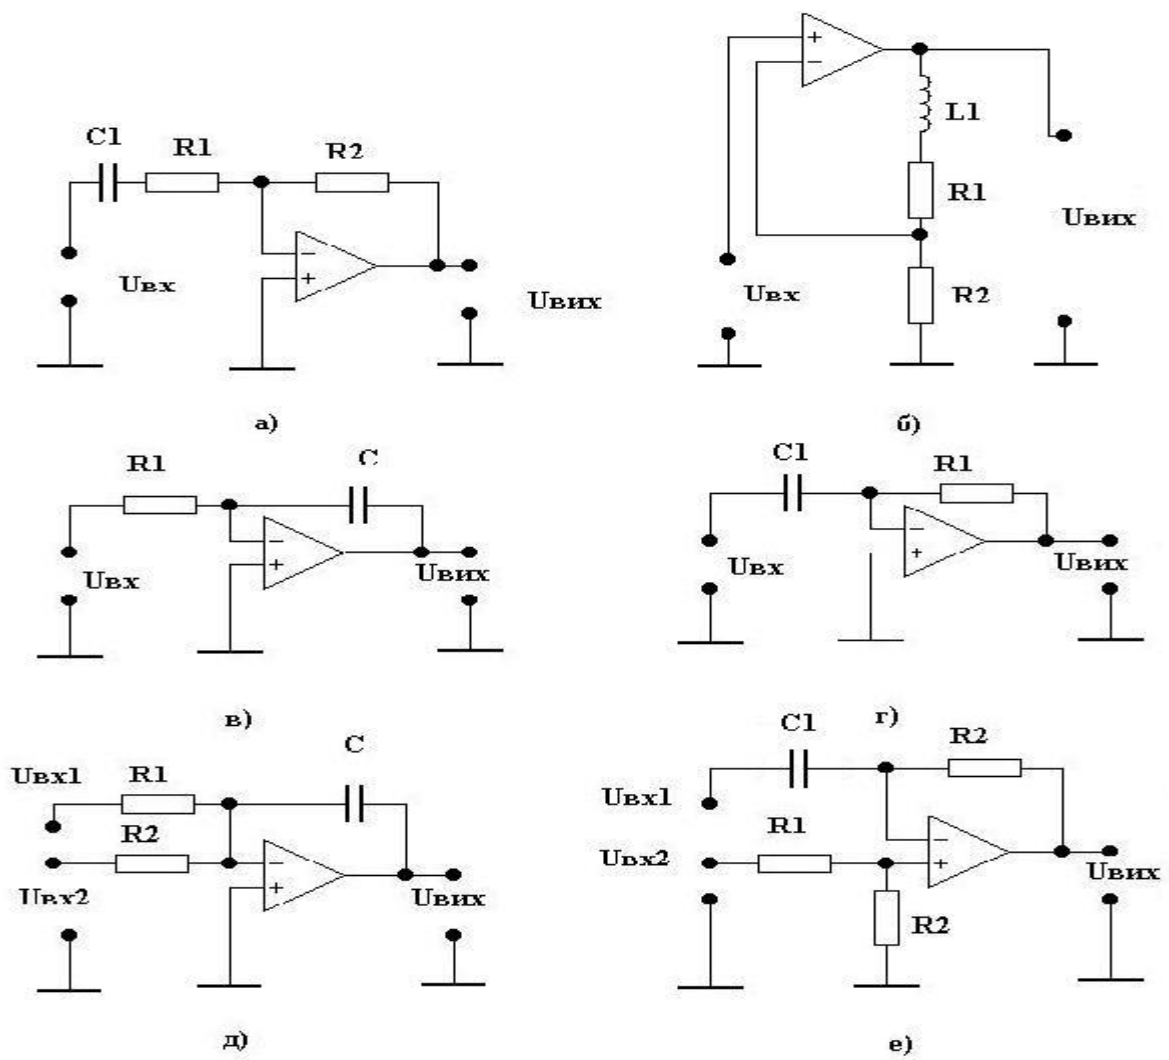 C1
R1
R2
−
+
Uвх
Uвих
а)
+
−
L1
R1
R2
Uвх
Uвих
б)
R1
C
−
+
Uвх
Uвих
в)
C1
R1
−
+
Uвх
Uвих
г)
Uвх1
R1
C
R2
−
+
Uвх2
Uвих
д)
C1
R2
Uвх1
R1
−
+
Uвх2
Uвих
R2
е)